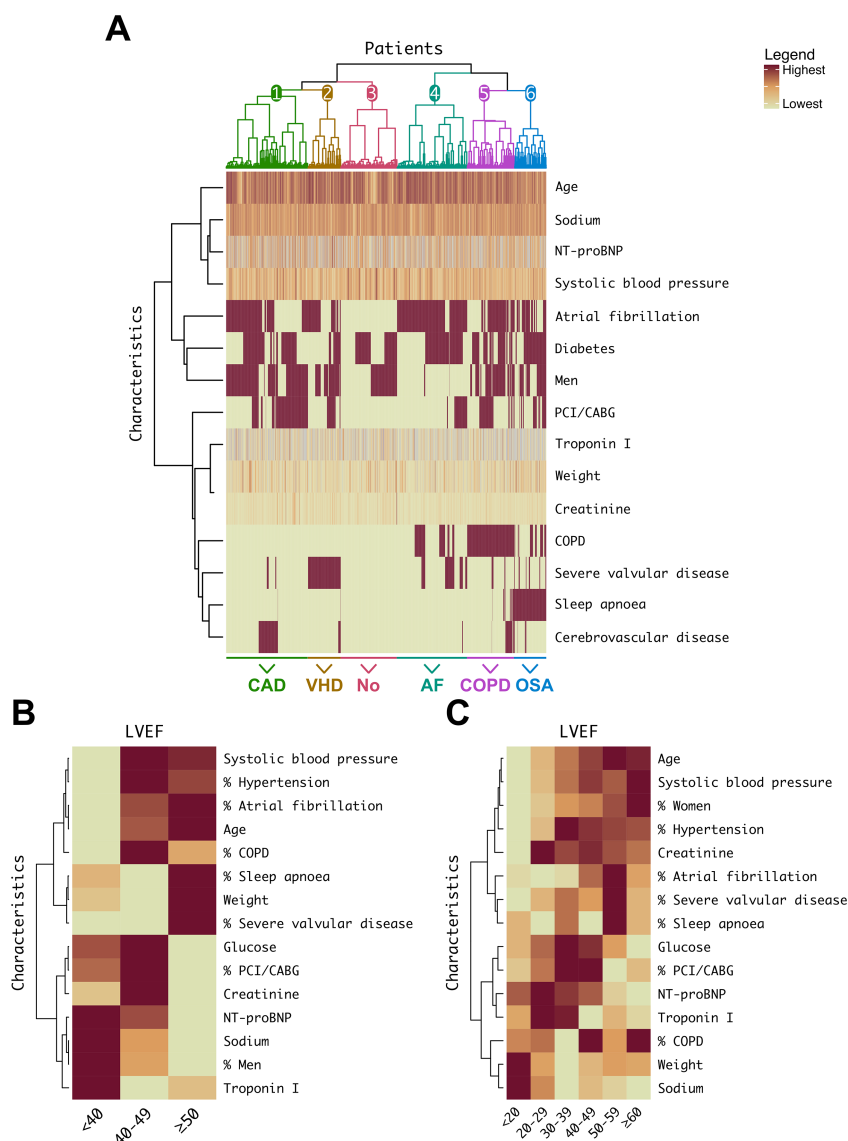 A
Patients
Legend
Highest
Lowest
1 2 3 4 5 6
Characteristics
Age
Sodium
NT-proBNP
Systolic blood pressure
Atrial fibrillation
Diabetes
Men
PCI/CABG
Troponin I
Weight
Creatinine
COPD
Severe valvular disease
Sleep apnoea
Cerebrovascular disease
CAD VHD No AF COPD OSA
B
LVEF
Characteristics
Systolic blood pressure
% Hypertension
% Atrial fibrillation
Age
% COPD
% Sleep apnoea
Weight
% Severe valvular disease
Glucose
% PCI/CABG
Creatinine
NT-proBNP
Sodium
% Men
Troponin I
<40 40-49 ≥50
C
LVEF
Characteristics
Age
Systolic blood pressure
% Women
% Hypertension
Creatinine
% Atrial fibrillation
% Severe valvular disease
% Sleep apnoea
Glucose
% PCI/CABG
NT-proBNP
Troponin I
% COPD
Weight
Sodium
<20 20-29 30-39 40-49 50-59 ≥60